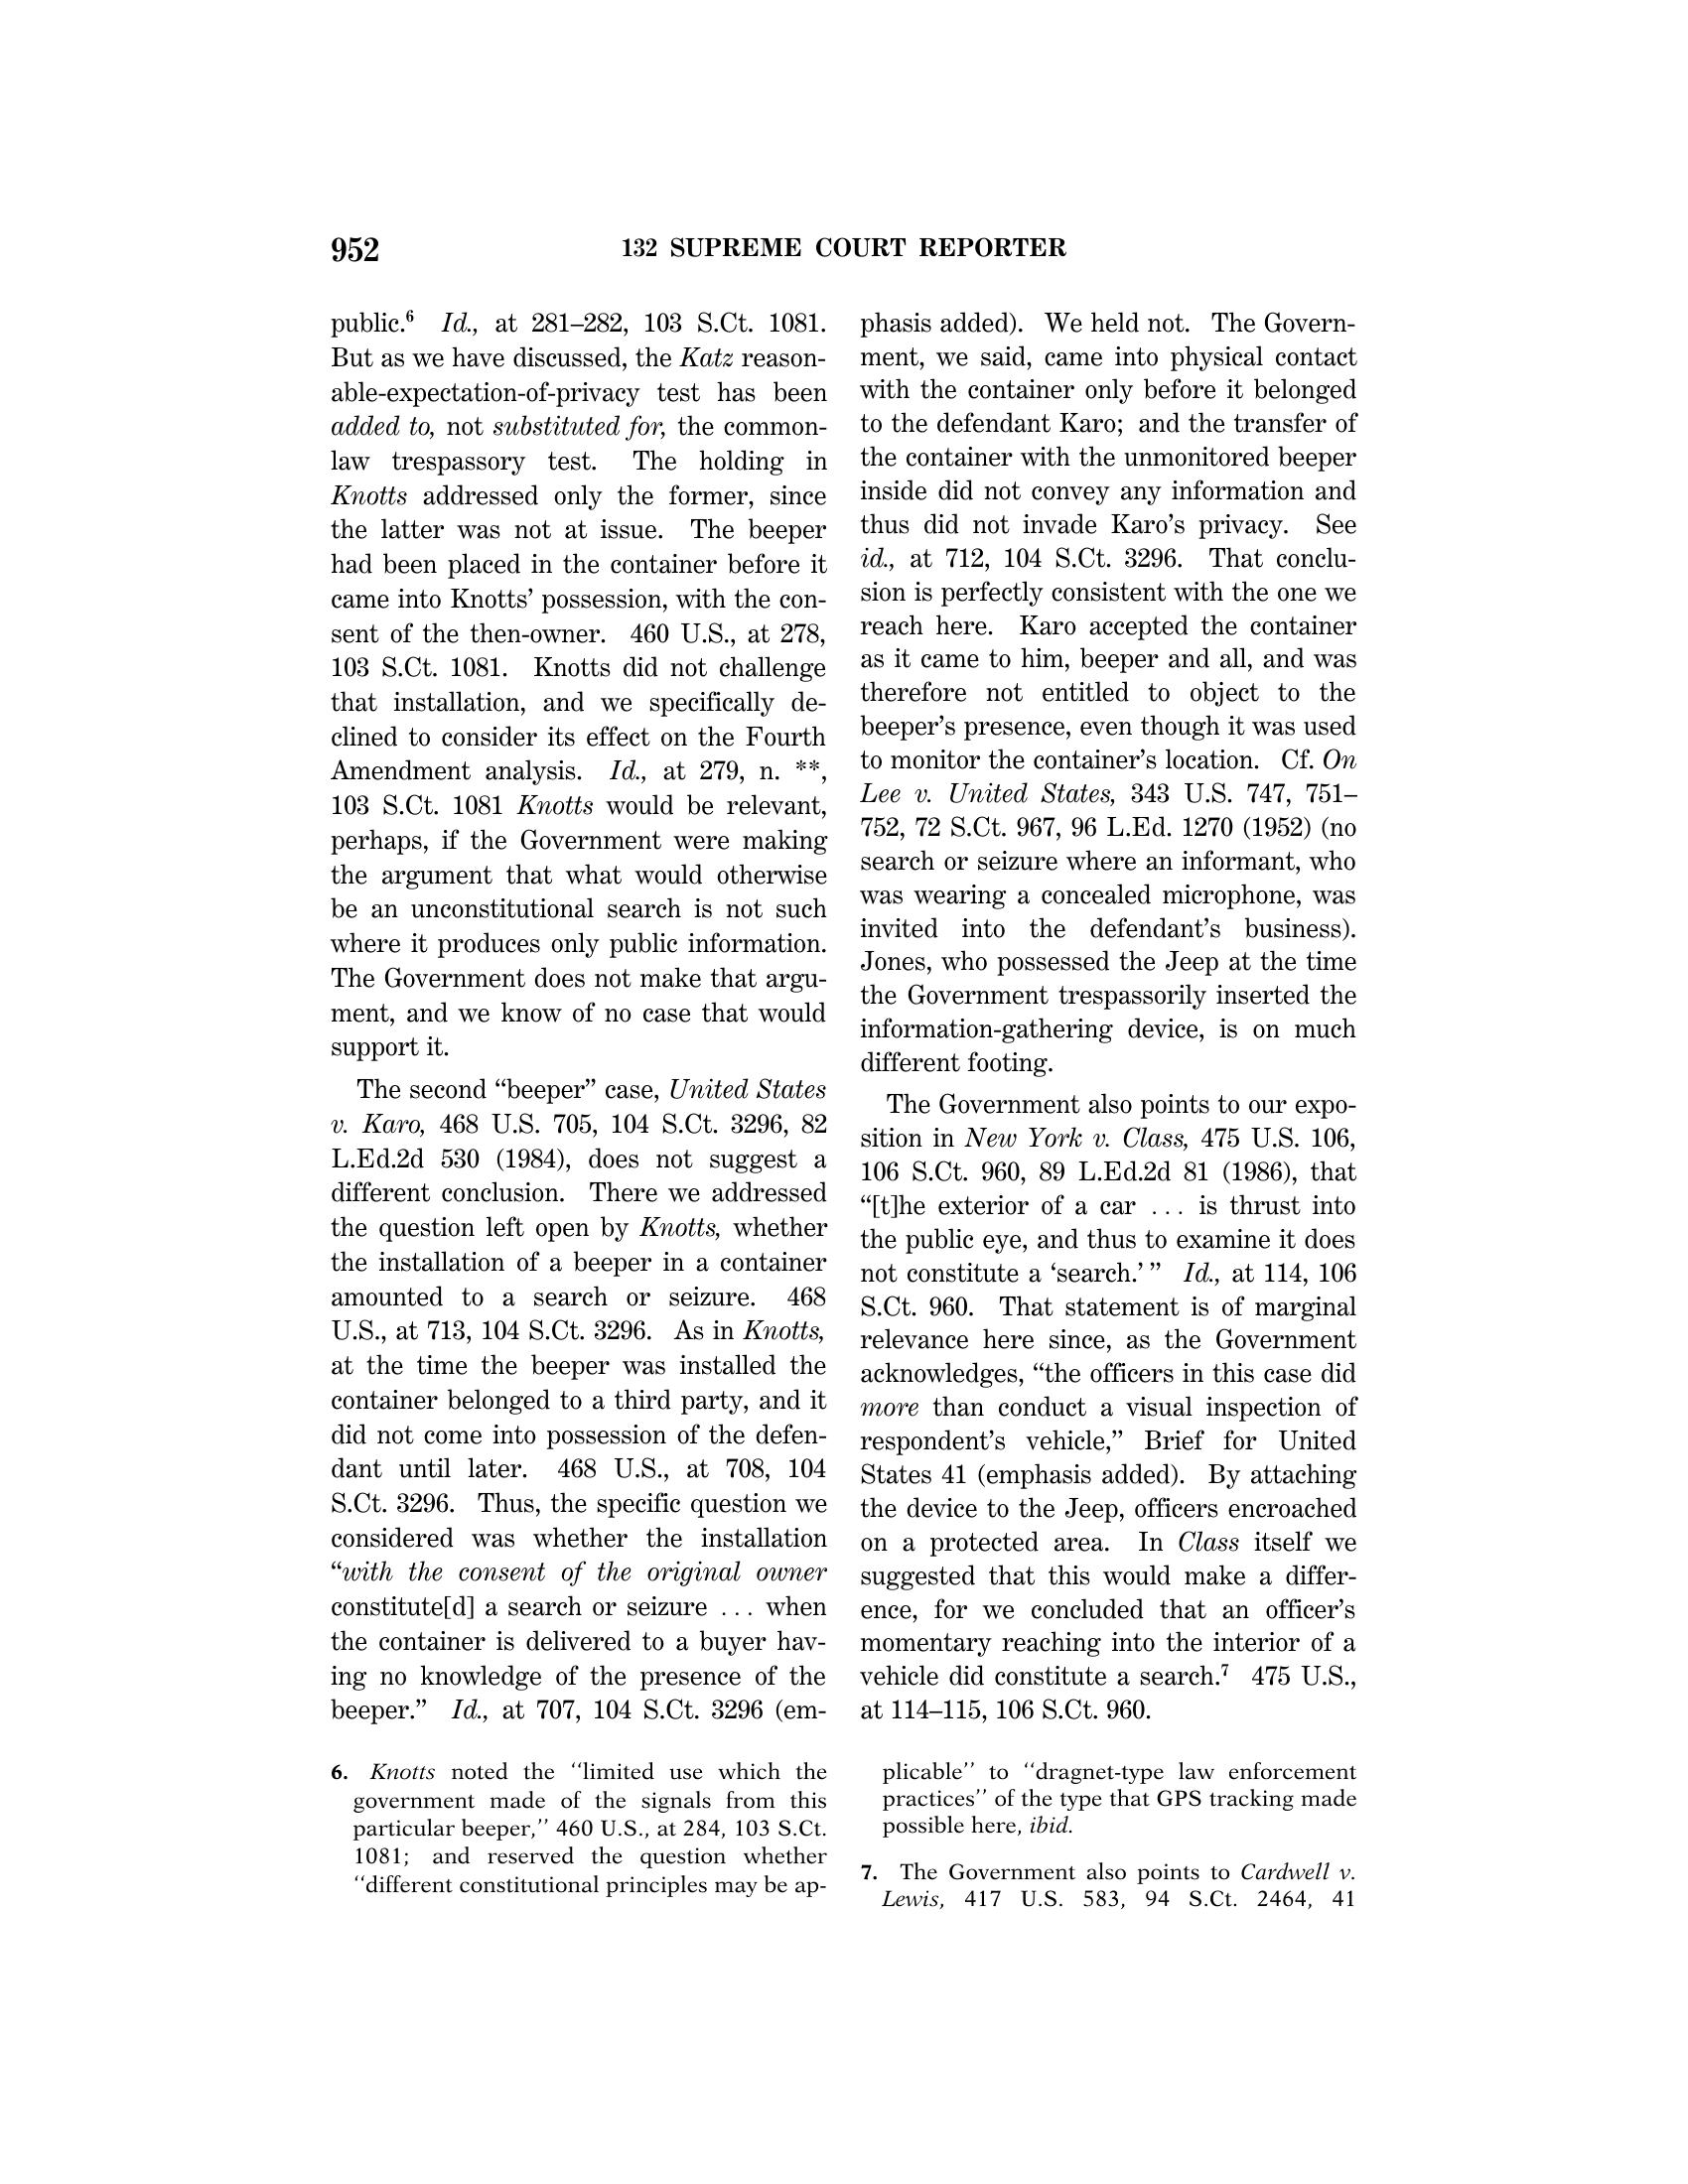 952
132 SUPREME COURT REPORTER
public.6 Id., at 281–282, 103 S.Ct. 1081.
But as we have discussed, the Katz reason-
able-expectation-of-privacy test has been
added to, not substituted for, the common-
law trespassory test. The holding in
Knotts addressed only the former, since
the latter was not at issue. The beeper
had been placed in the container before it
came into Knotts’ possession, with the con-
sent of the then-owner. 460 U.S., at 278,
103 S.Ct. 1081. Knotts did not challenge
that installation, and we specifically de-
clined to consider its effect on the Fourth
Amendment analysis. Id., at 279, n. **,
103 S.Ct. 1081 Knotts would be relevant,
perhaps, if the Government were making
the argument that what would otherwise
be an unconstitutional search is not such
where it produces only public information.
The Government does not make that argu-
ment, and we know of no case that would
support it.
The second “beeper” case, United States
v. Karo, 468 U.S. 705, 104 S.Ct. 3296, 82
L.Ed.2d 530 (1984), does not suggest a
different conclusion. There we addressed
the question left open by Knotts, whether
the installation of a beeper in a container
amounted to a search or seizure. 468
U.S., at 713, 104 S.Ct. 3296. As in Knotts,
at the time the beeper was installed the
container belonged to a third party, and it
did not come into possession of the defen-
dant until later. 468 U.S., at 708, 104
S.Ct. 3296. Thus, the specific question we
considered was whether the installation
“with the consent of the original owner
constitute[d] a search or seizure ... when
the container is delivered to a buyer hav-
ing no knowledge of the presence of the
beeper.” Id., at 707, 104 S.Ct. 3296 (em-
phasis added). We held not. The Govern-
ment, we said, came into physical contact
with the container only before it belonged
to the defendant Karo; and the transfer of
the container with the unmonitored beeper
inside did not convey any information and
thus did not invade Karo’s privacy. See
id., at 712, 104 S.Ct. 3296. That conclu-
sion is perfectly consistent with the one we
reach here. Karo accepted the container
as it came to him, beeper and all, and was
therefore not entitled to object to the
beeper’s presence, even though it was used
to monitor the container’s location. Cf. On
Lee v. United States, 343 U.S. 747, 751–
752, 72 S.Ct. 967, 96 L.Ed. 1270 (1952) (no
search or seizure where an informant, who
was wearing a concealed microphone, was
invited into the defendant’s business).
Jones, who possessed the Jeep at the time
the Government trespassorily inserted the
information-gathering device, is on much
different footing.
The Government also points to our expo-
sition in New York v. Class, 475 U.S. 106,
106 S.Ct. 960, 89 L.Ed.2d 81 (1986), that
“[t]he exterior of a car ... is thrust into
the public eye, and thus to examine it does
not constitute a ‘search.’ ” Id., at 114, 106
S.Ct. 960. That statement is of marginal
relevance here since, as the Government
acknowledges, “the officers in this case did
more than conduct a visual inspection of
respondent’s vehicle,” Brief for United
States 41 (emphasis added). By attaching
the device to the Jeep, officers encroached
on a protected area. In Class itself we
suggested that this would make a differ-
ence, for we concluded that an officer’s
momentary reaching into the interior of a
vehicle did constitute a search.7 475 U.S.,
at 114–115, 106 S.Ct. 960.
6. Knotts noted the ‘‘limited use which the
government made of the signals from this
particular beeper,’’ 460 U.S., at 284, 103 S.Ct.
1081; and reserved the question whether
‘‘different constitutional principles may be ap-
plicable’’ to ‘‘dragnet-type law enforcement
practices’’ of the type that GPS tracking made
possible here, ibid.
7. The Government also points to Cardwell v.
Lewis, 417 U.S. 583, 94 S.Ct. 2464, 41